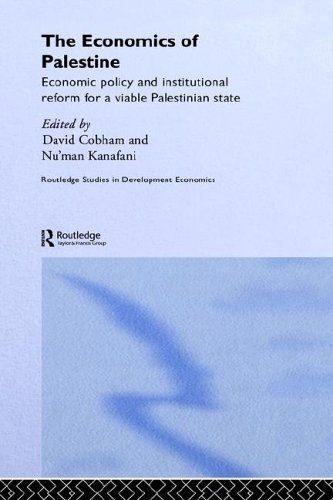 The Economics of
Palestine
Economic policy and institutional
reform for a viable Palestinian state
Edited by
David Cobham and
Nu'man Kanafani
Routledge Studies in Development Economics
Routledge
Taylor & Francis Group